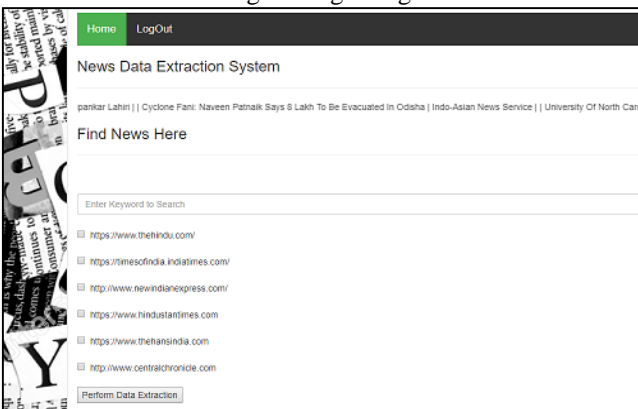 Home LogOut
News Data Extraction System
pankar Lahiri | | Cyclone Fani: Naveen Patnaik Says 8 Lakh To Be Evacuated In Odisha | Indo-Asian News Service | | University Of North Car
Find News Here
Enter Keyword to Search
https://www.thehindu.com/
https://timesofindia.indiatimes.com/
http://www.newindianexpress.com/
https://www.hindustantimes.com
https://www.thehansindia.com
http://www.centralchronicle.com
Perform Data Extraction